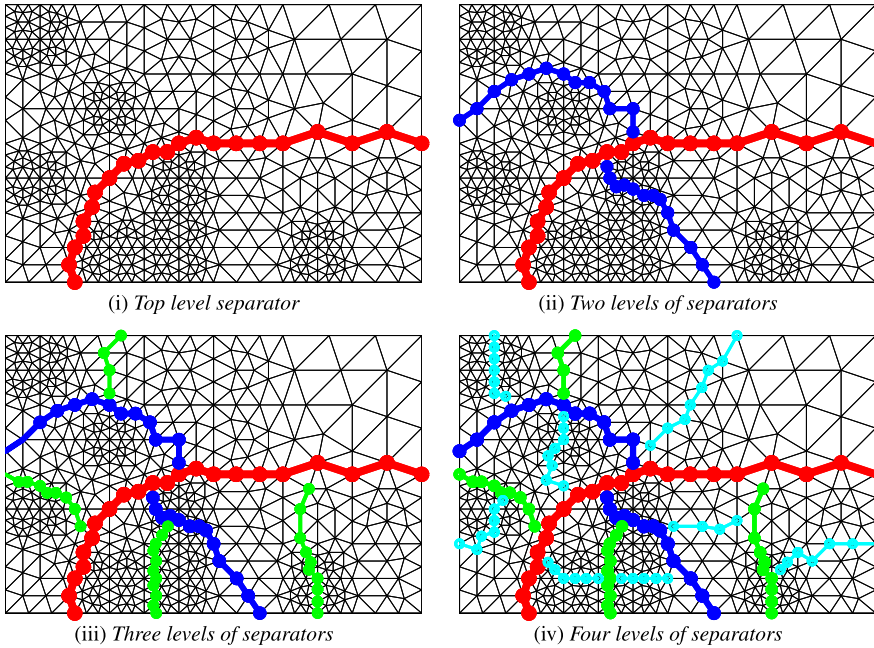 (i) Top level separator
(ii) Two levels of separators
(iii) Three levels of separators
(iv) Four levels of separators